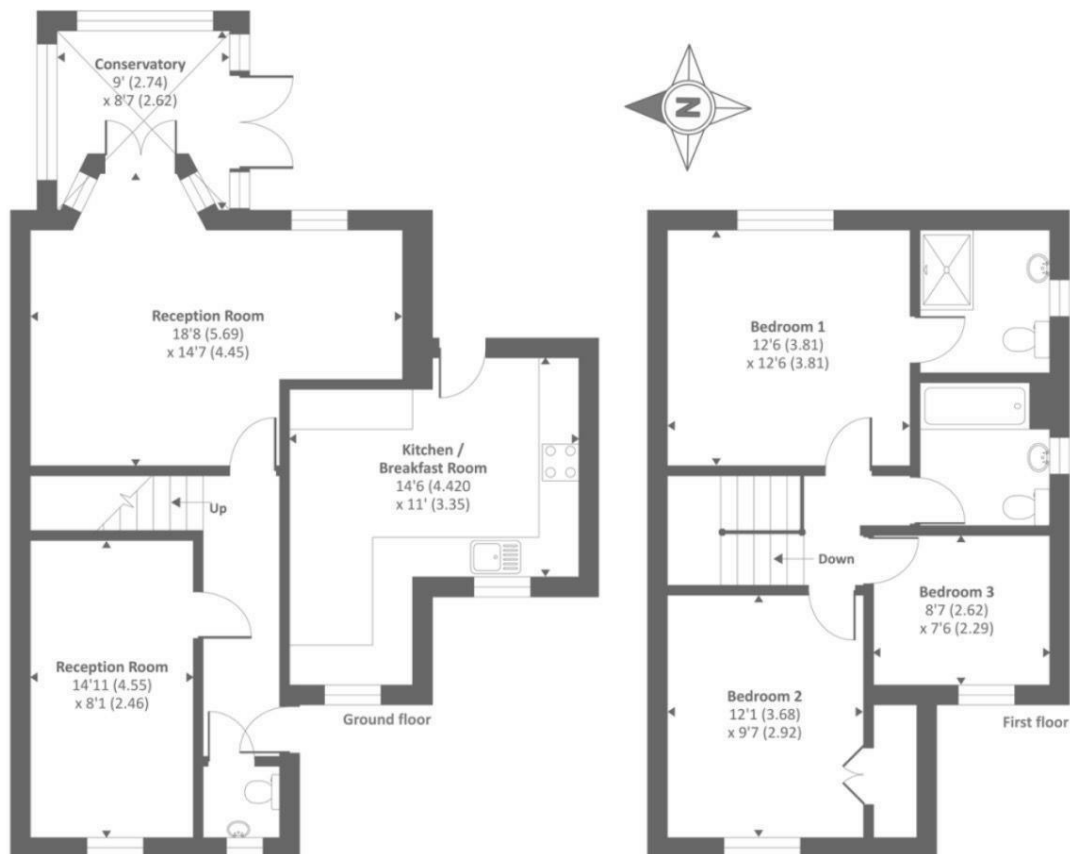 Conservatory
9' (2.74)
x 8'7 (2.62)
N
Reception Room
18'8 (5.69)
x 14'7 (4.45)
Kitchen /
Breakfast Room
14'6 (4.420
x 11' (3.35)
Up
Reception Room
14'11 (4.55)
x 8'1 (2.46)
Ground floor
Bedroom 1
12'6 (3.81)
x 12'6 (3.81)
Down
Bedroom 3
8'7 (2.62)
x 7'6 (2.29)
Bedroom 2
12'1 (3.68)
x 9'7 (2.92)
First floor